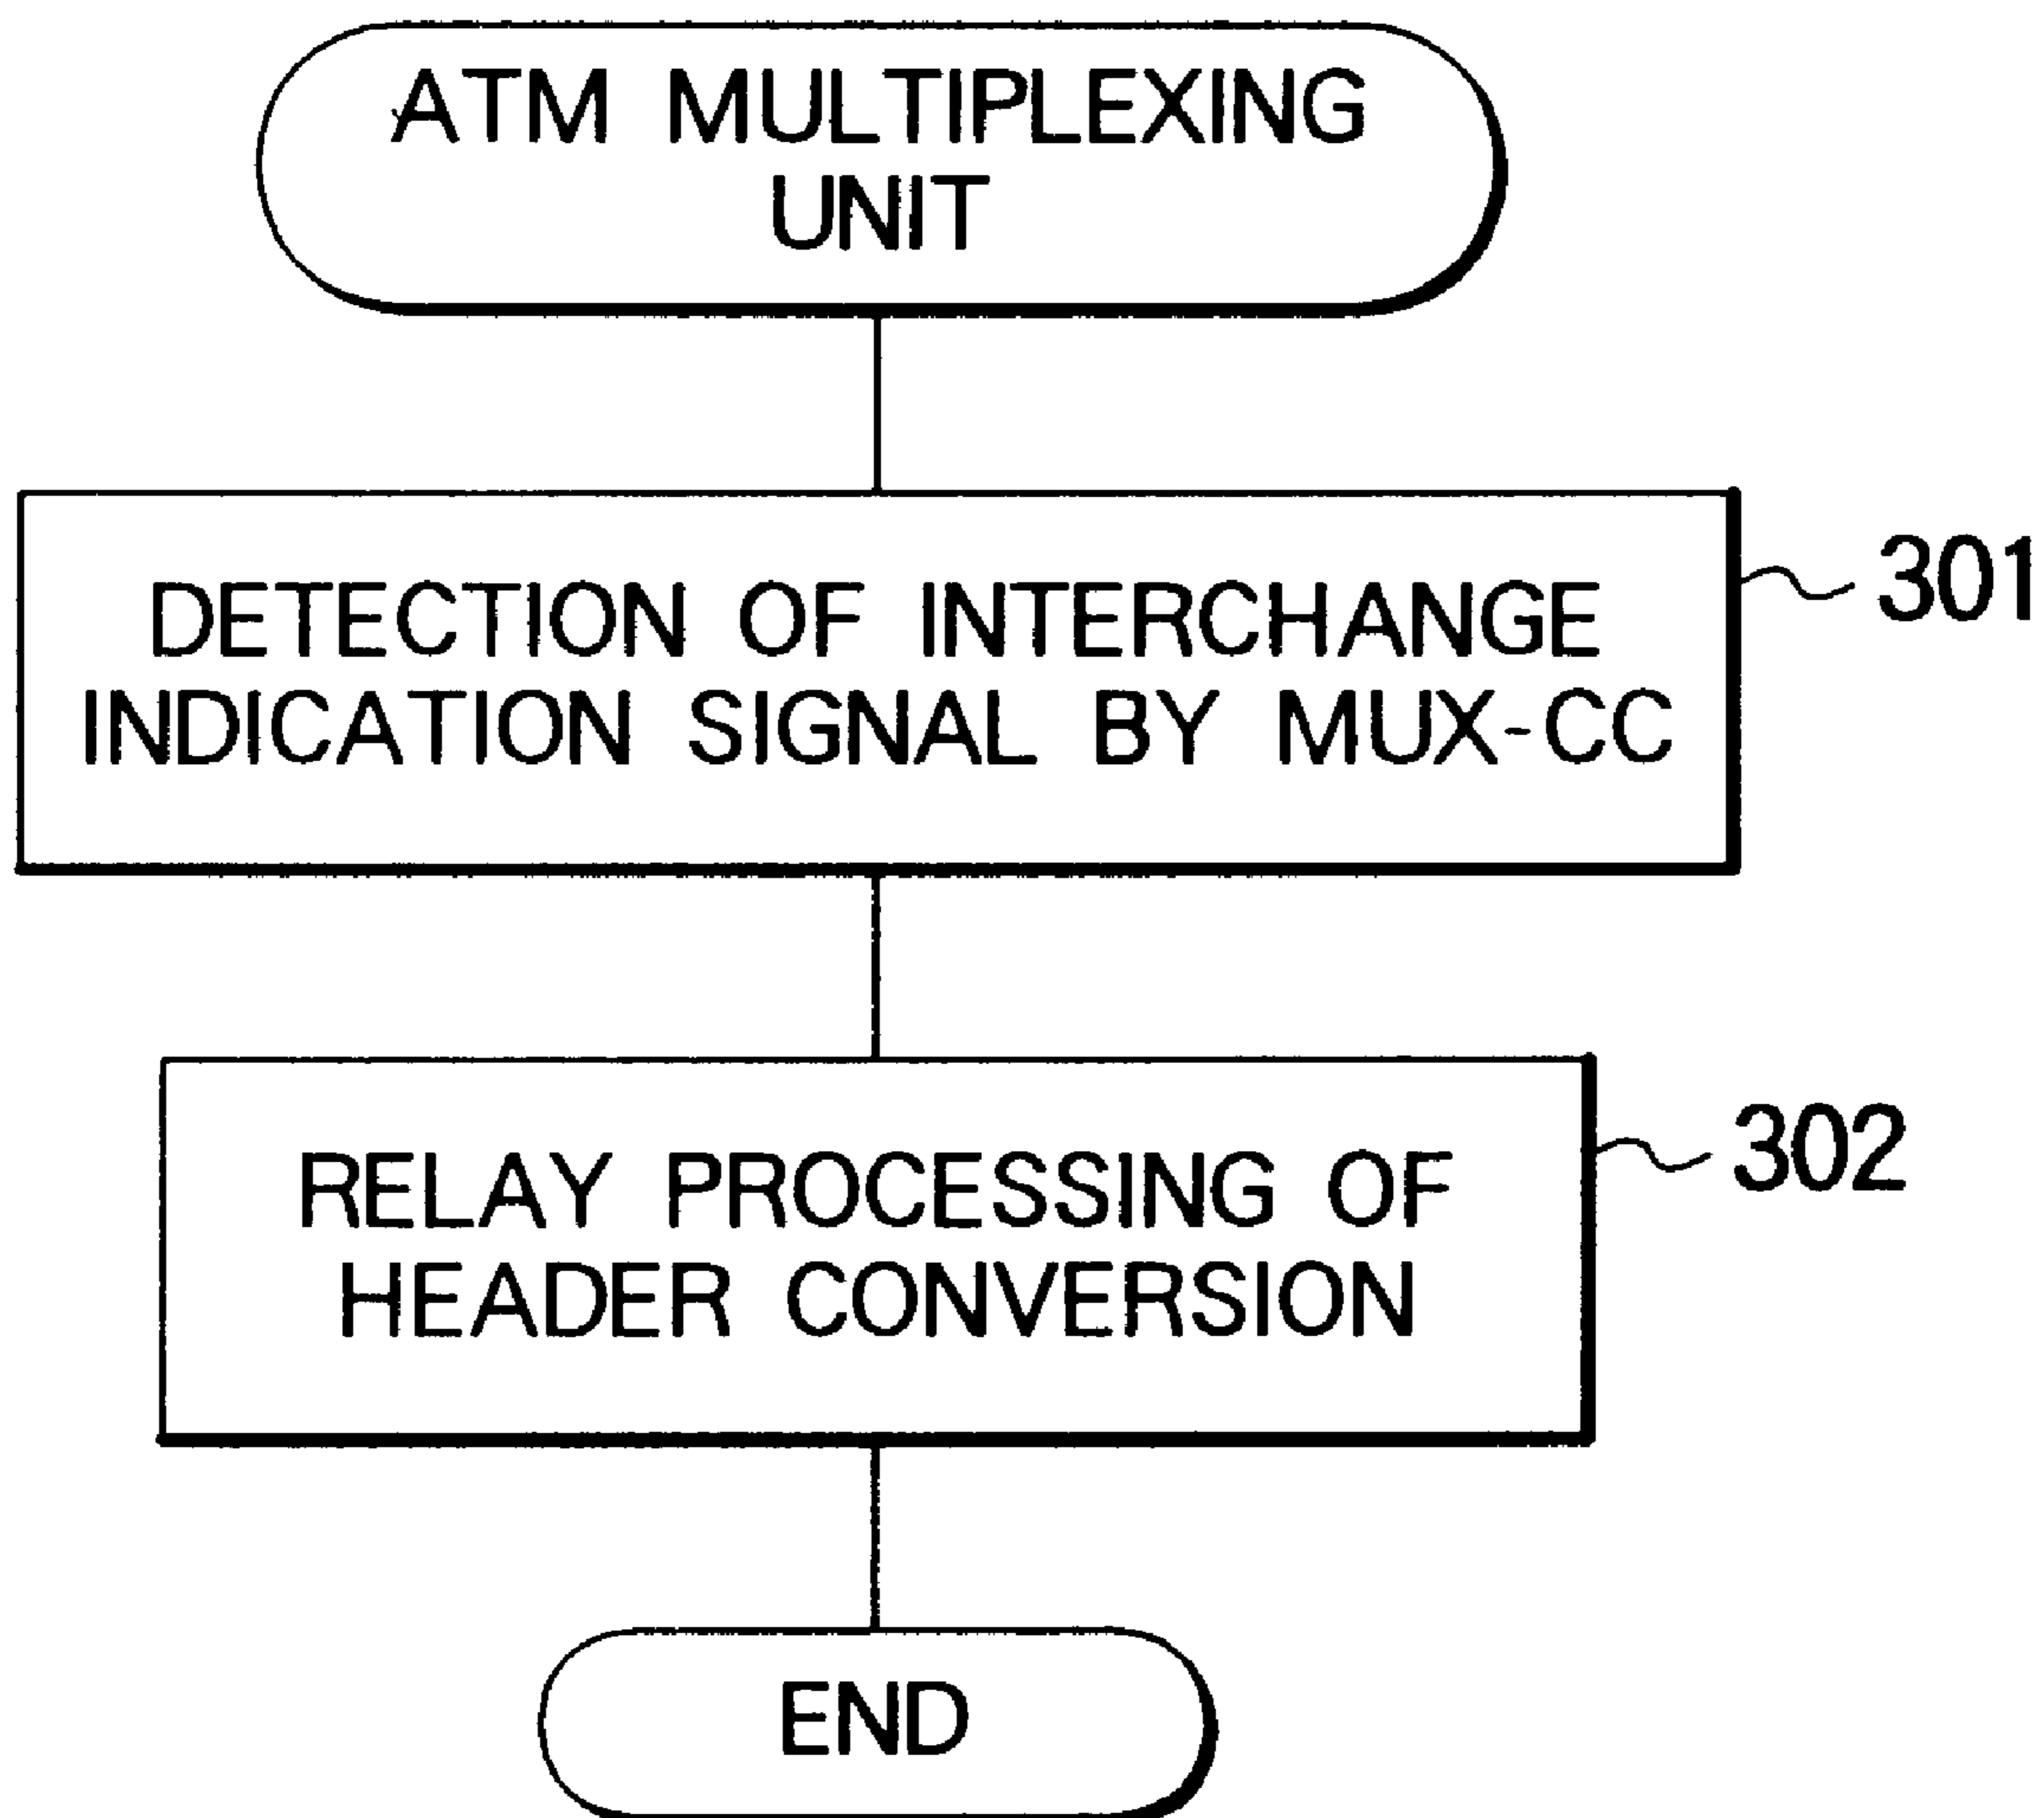 ATM MULTIPLEXING
UNIT
DETECTION OF INTERCHANGE
INDICATION SIGNAL BY MUX-CC
301
RELAY PROCESSING OF
HEADER CONVERSION
302
END